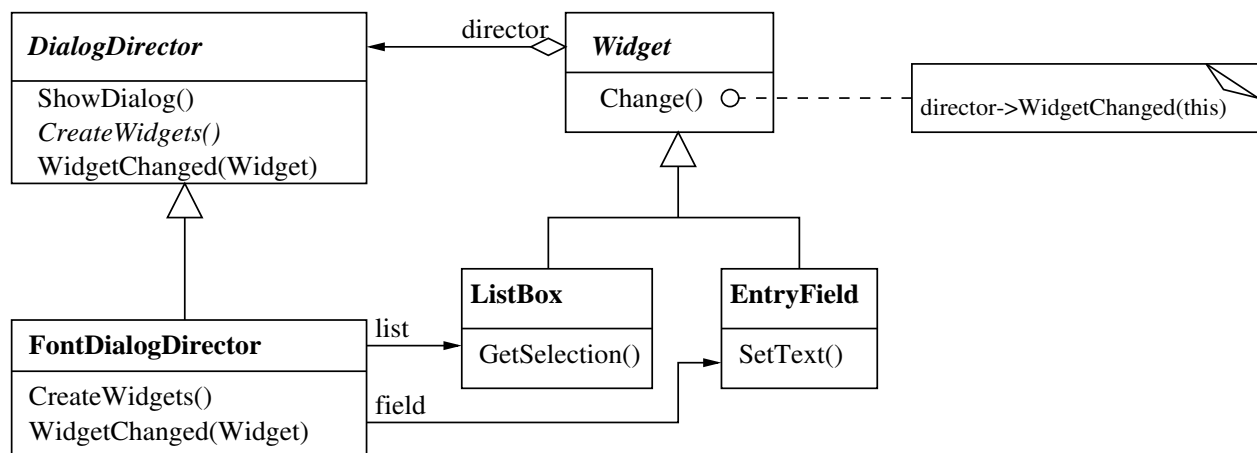 DialogDirector
ShowDialog()
CreateWidgets()
WidgetChanged(Widget)
director
Widget
Change()
director->WidgetChanged(this)
ListBox
GetSelection()
EntryField
SetText()
FontDialogDirector
CreateWidgets()
WidgetChanged(Widget)
list
field